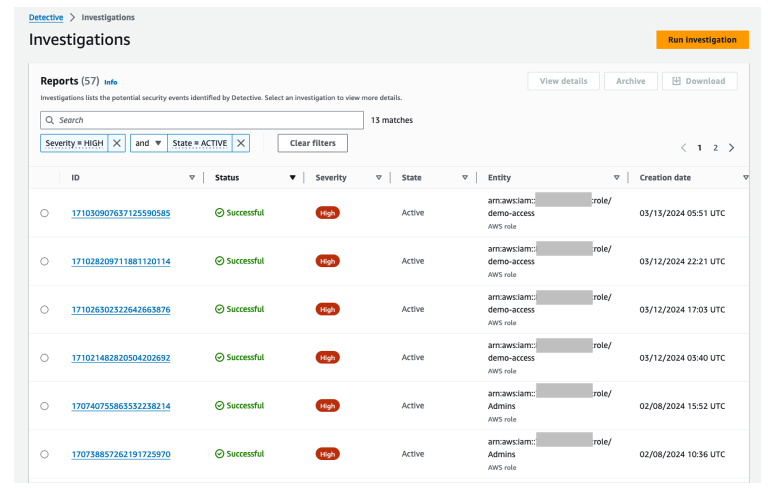 Detective > Investigations
Investigations
Run investigation
Reports (57) Info
View details
Archive
Download
Investigations lists the potential security events identified by Detective. Select an investigation to view more details.
Search
13 matches
Severity = HIGH
and
State = ACTIVE
Clear filters
1 2
ID Status Severity State Entity Creation date
arn:aws:iam:: :role/
171030907637125590585 Successful High Active demo-access 03/13/2024 05:51 UTC
AWS role
arn:aws:iam:: :role/
171028209711881120114 Successful High Active demo-access 03/12/2024 22:21 UTC
AWS role
arn:aws:iam:: :role/
171026302322642663876 Successful High Active demo-access 03/12/2024 17:03 UTC
AWS role
arn:aws:iam:: :role/
171021482820504202692 Successful High Active demo-access 03/12/2024 03:40 UTC
AWS role
arn:aws:iam:: :role/
170740755863532238214 Successful High Active Admins 02/08/2024 15:52 UTC
AWS role
arn:aws:iam:: :role/
170738857262191725970 Successful High Active Admins 02/08/2024 10:36 UTC
AWS role